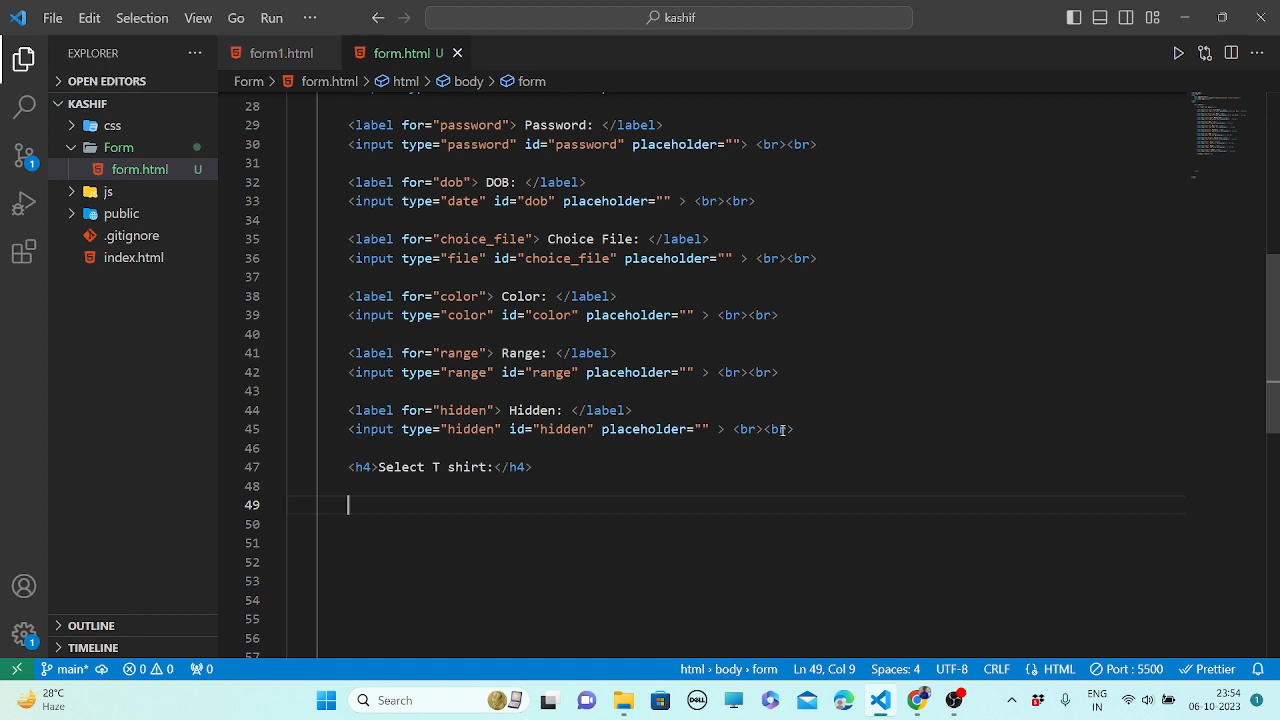 File Edit Selection View Go Run ··· kashif
EXPLORER ···
form1.html form.html U
OPEN EDITORS
Form > form.html > html > body > form
KASHIF
css
Form
form.html U
js
public
.gitignore
index.html
28
29 <label for="password"> Password: </label>
30 <input type="password" id="password" placeholder=""> <br><br>
31
32 <label for="dob"> DOB: </label>
33 <input type="date" id="dob" placeholder="" > <br><br>
34
35 <label for="choice_file"> Choice File: </label>
36 <input type="file" id="choice_file" placeholder="" > <br><br>
37
38 <label for="color"> Color: </label>
39 <input type="color" id="color" placeholder="" > <br><br>
40
41 <label for="range"> Range: </label>
42 <input type="range" id="range" placeholder="" > <br><br>
43
44 <label for="hidden"> Hidden: </label>
45 <input type="hidden" id="hidden" placeholder="" > <br><br>
46
47 <h4>Select T shirt:</h4>
48
49
50
51
52
53
54
55
56
57
1
1
OUTLINE
TIMELINE
main* 0 0 0 html > body > form Ln 49, Col 9 Spaces: 4 UTF-8 CRLF HTML Port : 5500 Prettier
28°C
Haze
Search
DELL
ENG
IN
23:54
06-10-2023
1